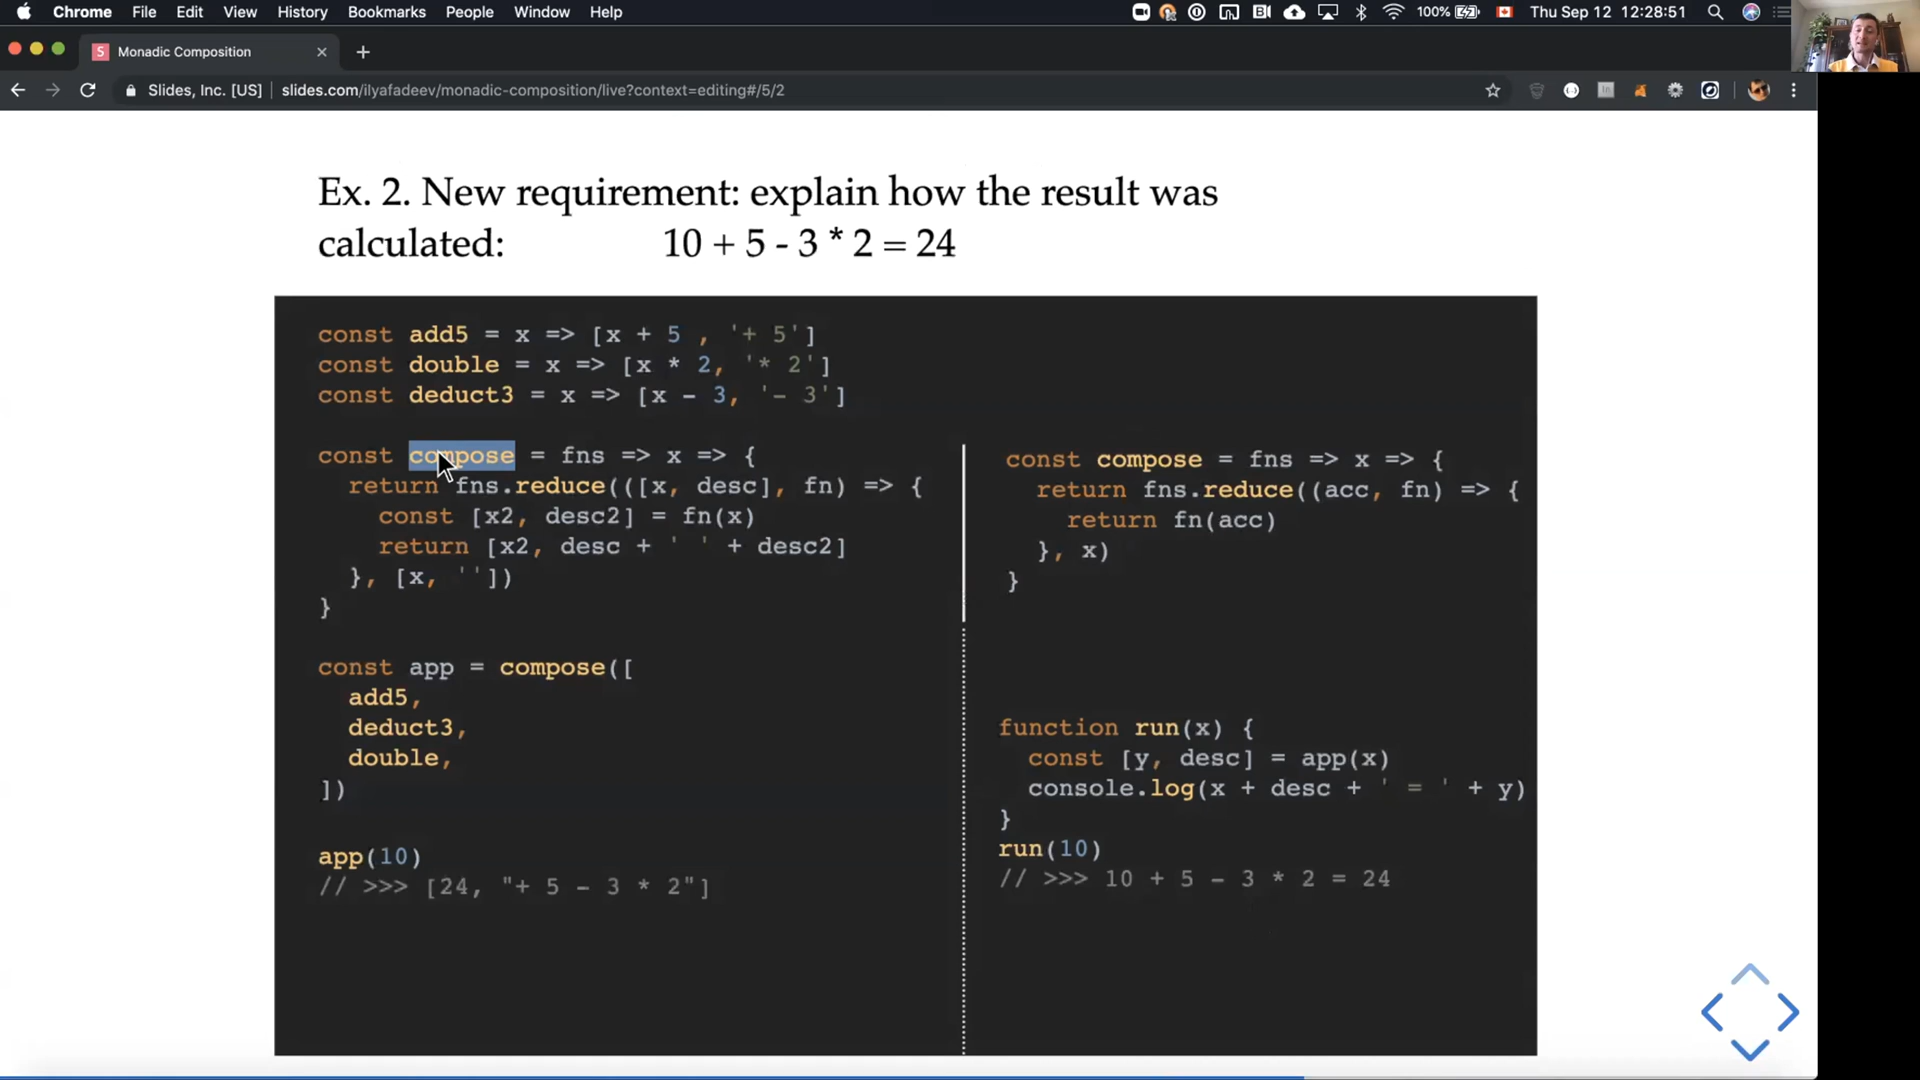 Chrome File Edit View History Bookmarks People Window Help 100% Thu Sep 12 12:28:51
S Monadic Composition
Slides, Inc. [US] slides.com/ilyafadeev/monadic-composition/live?context=editing#/5/2
Ex. 2. New requirement: explain how the result was
calculated: 10 + 5 - 3 * 2 = 24
const add5 = x => [x + 5 , '+ 5']
const double = x => [x * 2, '* 2']
const deduct3 = x => [x - 3, '- 3']
const compose = fns => x => {
return fns.reduce(([x, desc], fn) => {
const [x2, desc2] = fn(x)
return [x2, desc + ' ' + desc2]
}, [x, ''])
}
const app = compose([
add5,
deduct3,
double,
])
app(10)
// >>> [24, "+ 5 - 3 * 2"]
const compose = fns => x => {
return fns.reduce((acc, fn) => {
return fn(acc)
}, x)
}
function run(x) {
const [y, desc] = app(x)
console.log(x + desc + ' = ' + y)
}
run(10)
// >>> 10 + 5 - 3 * 2 = 24